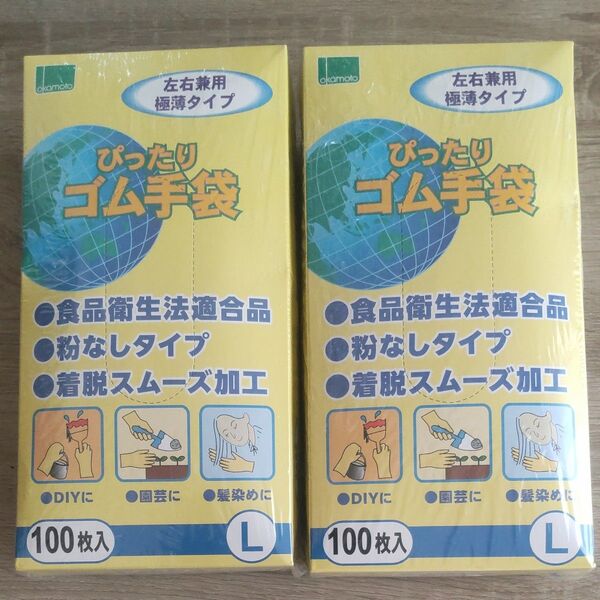 okamoto
左右兼用
極薄タイプ
ぴったり
ゴム手袋
●食品衛生法適合品
●粉なしタイプ
●着脱スムーズ加工
●DIYに ●園芸に ●髪染めに
100枚入 L
okamoto
左右兼用
極薄タイプ
ぴったり
ゴム手袋
●食品衛生法適合品
●粉なしタイプ
●着脱スムーズ加工
●DIYに ●園芸に ●髪染めに
100枚入 L